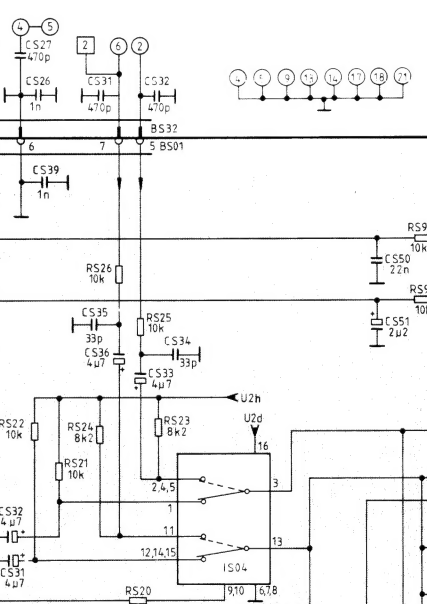 4 5
CS27
470p
2
6
2
CS26
1n
CS31
470p
CS32
470p
4 9 13 14 17 18 21
BS32
6
7
5 BS01
CS39
1n
RS9
10k
CS50
22n
RS26
10k
RS9
10
CS35
33p
RS25
10k
+
CS51
2µ2
CS34
33p
CS36
4µ7
+
CS33
4µ7
+
U2h
U2d
RS22
10k
RS24
8k2
RS23
8k2
16
RS21
10k
2,4,5
3
1
CS32
4µ7
+
11
13
12,14,15
IS04
CS31
4µ7
+
RS20
9,10
6,7,8